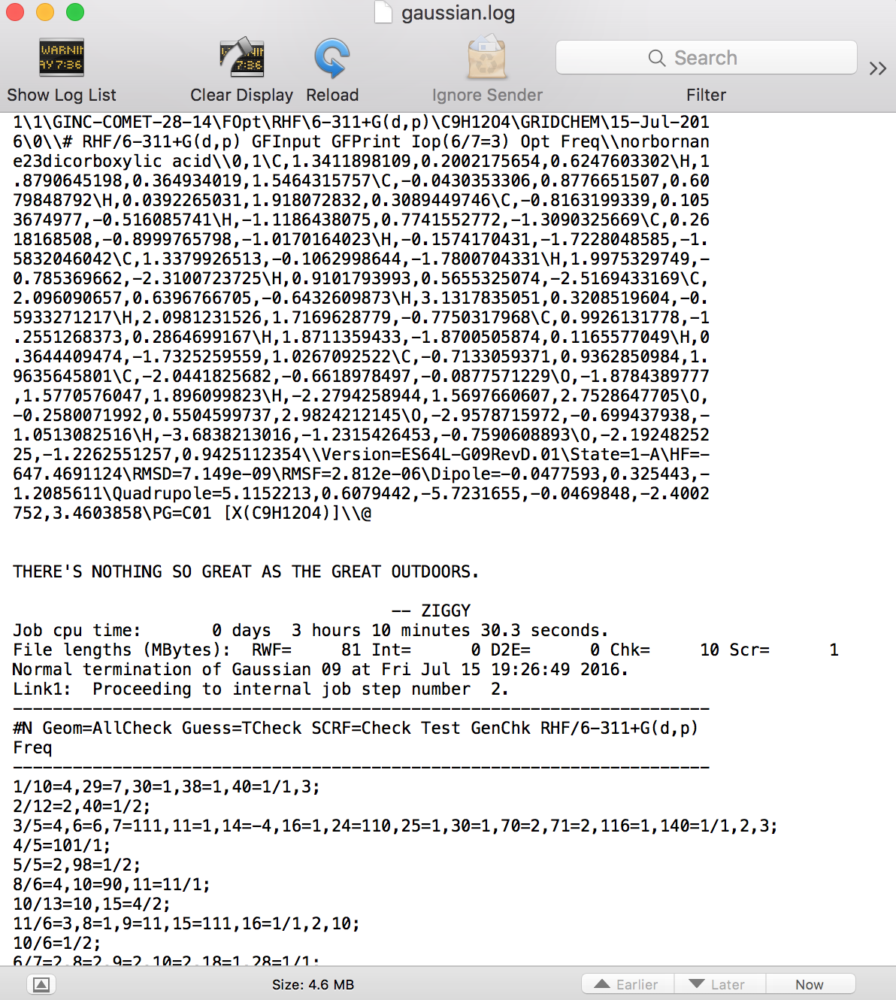 gaussian.log
WARNIN
AY 7:36
WARNIN
7:36
Search
Show Log List
Clear Display
Reload
Ignore Sender
Filter
1\1\GINC-COMET-28-14\FOpt\RHF\6-311+G(d,p)\C9H12O4\GRIDCHEM\15-Jul-201
6\0\\# RHF/6-311+G(d,p) GFInput GFPrint Iop(6/7=3) Opt Freq\\norbornan
e23dicorboxylic acid\\0,1\C,1.3411898109,0.2002175654,0.6247603302\H,1
.8790645198,0.364934019,1.5464315757\C,-0.0430353306,0.8776651507,0.60
79848792\H,0.0392265031,1.918072832,0.3089449746\C,-0.8163199339,0.105
3674977,-0.516085741\H,-1.1186438075,0.7741552772,-1.3090325669\C,0.26
18168508,-0.8999765798,-1.0170164023\H,-0.1574170431,-1.7228048585,-1.
5832046042\C,1.3379926513,-0.1062998644,-1.7800704331\H,1.9975329749,-
0.785369662,-2.3100723725\H,0.9101793993,0.5655325074,-2.5169433169\C,
2.096090657,0.6396766705,-0.6432609873\H,3.1317835051,0.3208519604,-0.
5933271217\H,2.0981231526,1.7169628779,-0.7750317968\C,0.9926131778,-1
.2551268373,0.2864699167\H,1.8711359433,-1.8700505874,0.1165577049\H,0
.3644409474,-1.7325259559,1.0267092522\C,-0.7133059371,0.9362850984,1.
9635645801\C,-2.0441825682,-0.6618978497,-0.0877571229\O,-1.8784389777
,1.5770576047,1.896099823\H,-2.2794258944,1.5697660607,2.7528647705\O,
-0.2580071992,0.5504599737,2.9824212145\O,-2.9578715972,-0.699437938,-
1.0513082516\H,-3.6838213016,-1.2315426453,-0.7590608893\O,-2.19248252
25,-1.2262551257,0.9425112354\\Version=ES64L-G09RevD.01\State=1-A\HF=-
647.4691124\RMSD=7.149e-09\RMSF=2.812e-06\Dipole=-0.0477593,0.325443,-
1.2085611\Quadrupole=5.1152213,0.6079442,-5.7231655,-0.0469848,-2.4002
752,3.4603858\PG=C01 [X(C9H12O4)]\\@
THERE'S NOTHING SO GREAT AS THE GREAT OUTDOORS.
-- ZIGGY
Job cpu time:       0 days  3 hours 10 minutes 30.3 seconds.
File lengths (MBytes):  RWF=     81 Int=      0 D2E=      0 Chk=     10 Scr=      1
Normal termination of Gaussian 09 at Fri Jul 15 19:26:49 2016.
Link1:  Proceeding to internal job step number  2.
----------------------------------------------------------------------
#N Geom=AllCheck Guess=TCheck SCRF=Check Test GenChk RHF/6-311+G(d,p)
Freq
----------------------------------------------------------------------
1/10=4,29=7,30=1,38=1,40=1/1,3;
2/12=2,40=1/2;
3/5=4,6=6,7=111,11=1,14=-4,16=1,24=110,25=1,30=1,70=2,71=2,116=1,140=1/1,2,3;
4/5=101/1;
5/5=2,98=1/2;
8/6=4,10=90,11=11/1;
10/13=10,15=4/2;
11/6=3,8=1,9=11,15=111,16=1/1,2,10;
10/6=1/2;
6/7=2,8=2,9=2,10=2,18=1,28=1/1;
Size: 4.6 MB
Earlier
Later
Now